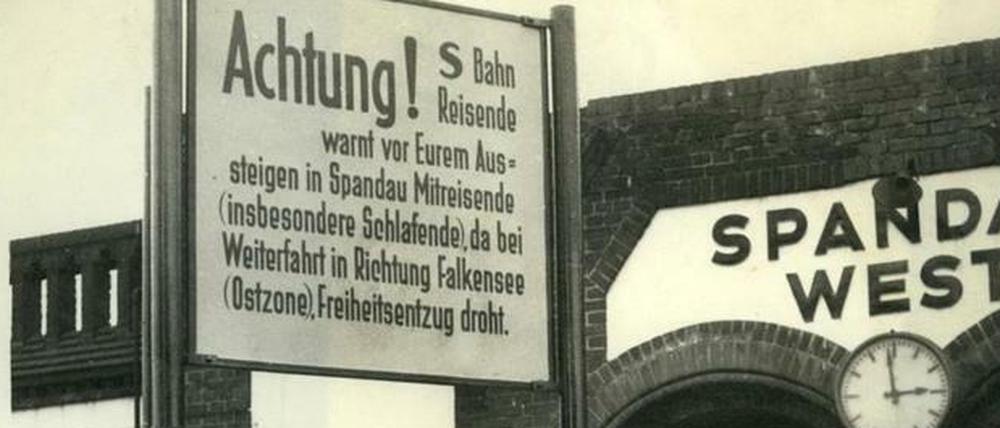 Achtung! S Bahn
Reisende
warnt vor Eurem Aus=
steigen in Spandau Mitreisende
(insbesondere Schlafende), da bei
Weiterfahrt in Richtung Falkensee
(Ostzone), Freiheitsentzug droht.
SPANDA
WEST